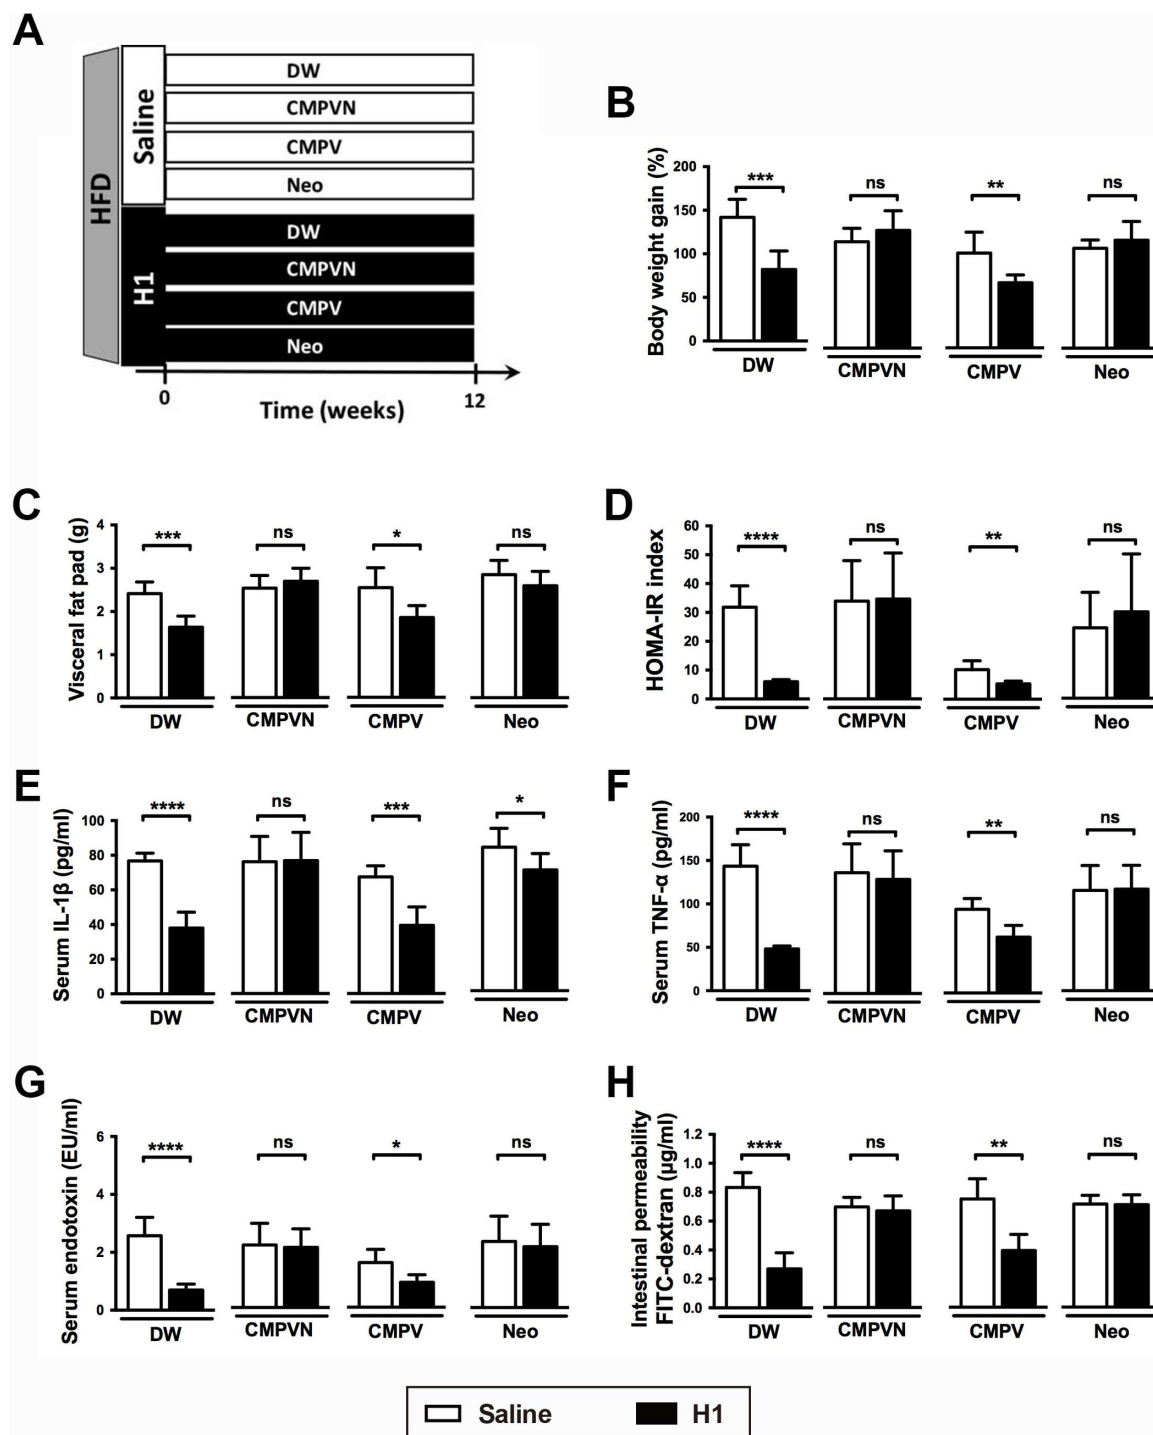 A
HFD
Saline
DW
CMPVN
CMPV
Neo
H1
DW
CMPVN
CMPV
Neo
0
12
Time (weeks)
B
Body weight gain (%)
200
150
100
50
0
***
ns
**
ns
DW
CMPVN
CMPV
Neo
C
Visceral fat pad (g)
4
3
2
1
0
***
ns
*
ns
DW
CMPVN
CMPV
Neo
D
HOMA-IR index
60
50
40
30
20
10
0
****
ns
**
ns
DW
CMPVN
CMPV
Neo
E
Serum IL-1β (pg/ml)
100
80
60
40
20
0
****
ns
***
*
DW
CMPVN
CMPV
Neo
F
Serum TNF-α (pg/ml)
200
150
100
50
0
****
ns
**
ns
DW
CMPVN
CMPV
Neo
G
Serum endotoxin (EU/ml)
6
4
2
0
****
ns
*
ns
DW
CMPVN
CMPV
Neo
H
Intestinal permeability
FITC-dextran (μg/ml)
1.2
1.0
0.8
0.6
0.4
0.2
0.0
****
ns
**
ns
DW
CMPVN
CMPV
Neo
Saline
H1